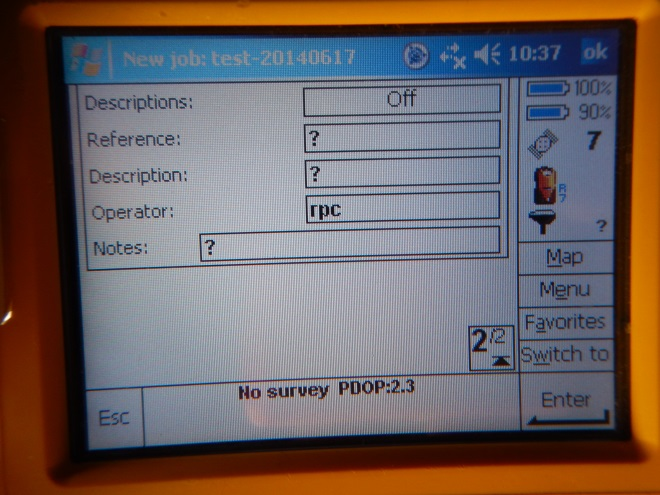 New job: test-20140617 10:37 ok
Descriptions: Off
Reference: ?
Description: ?
Operator: rpc
Notes: ?
100%
90%
7
R
7
?
Map
Menu
Favorites
Switch to
2/2
Esc
No survey PDOP:2.3
Enter